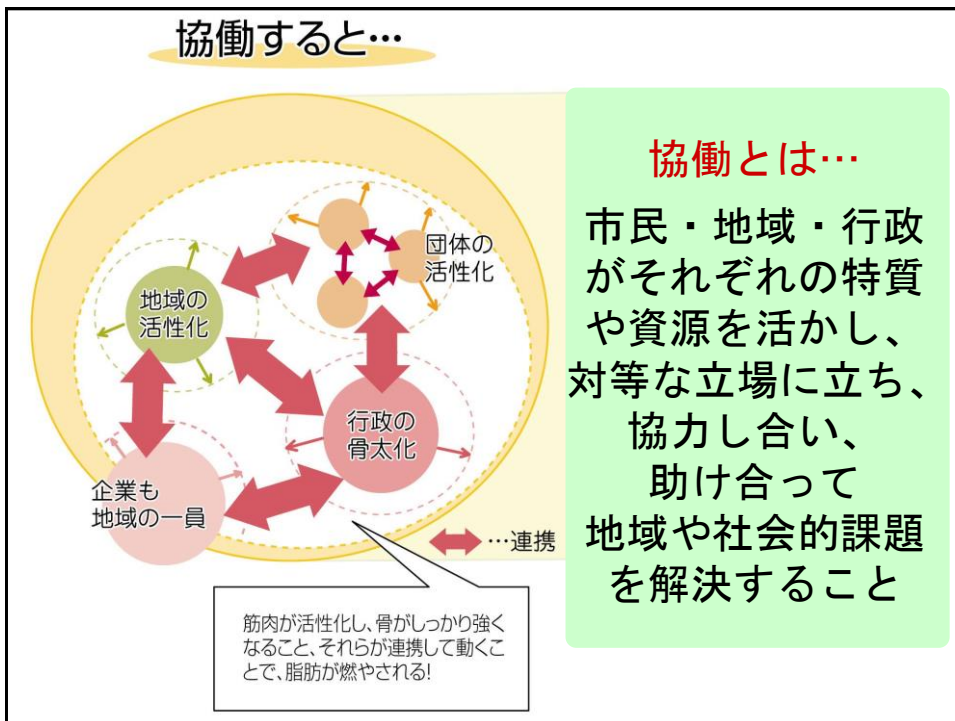 協働すると…
団体の
活性化
地域の
活性化
行政の
骨太化
企業も
地域の一員
…連携
筋肉が活性化し、骨がしっかり強く
なること、それらが連携して動くこ
とで、脂肪が燃やされる!
協働とは…
市民・地域・行政
がそれぞれの特質
や資源を活かし、
対等な立場に立ち、
協力し合い、
助け合って
地域や社会的課題
を解決すること